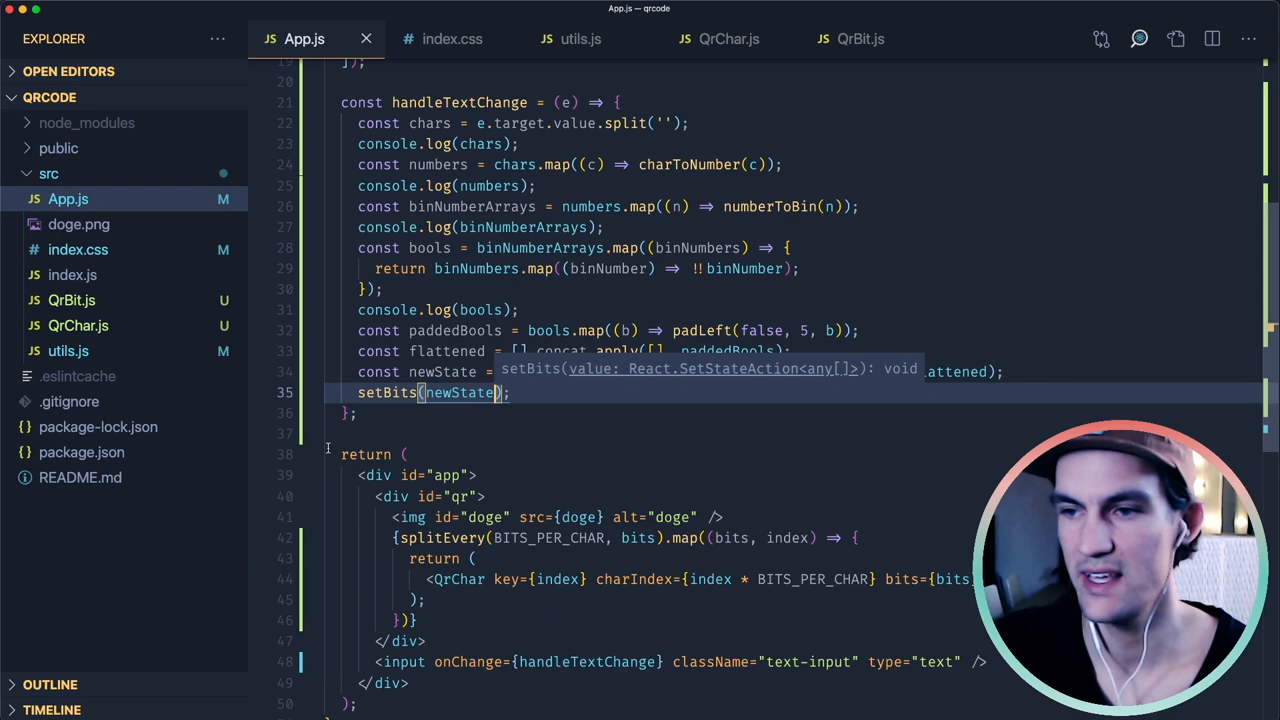 App.js — qrcode
EXPLORER
App.js
index.css
utils.js
QrChar.js
QrBit.js
OPEN EDITORS
QRCODE
node_modules
public
src
App.js M
doge.png
index.css M
index.js
QrBit.js U
QrChar.js U
utils.js M
.eslintcache
.gitignore
package-lock.json
package.json
README.md
OUTLINE
TIMELINE
19 ]);
20
21 const handleTextChange = (e) => {
22 const chars = e.target.value.split('');
23 console.log(chars);
24 const numbers = chars.map((c) => charToNumber(c));
25 console.log(numbers);
26 const binNumberArrays = numbers.map((n) => numberToBin(n));
27 console.log(binNumberArrays);
28 const bools = binNumberArrays.map((binNumbers) => {
29 return binNumbers.map((binNumber) => !!binNumber);
30 });
31 console.log(bools);
32 const paddedBools = bools.map((b) => padLeft(false, 5, b));
33 const flattened = [].concat.apply([], paddedBools);
setBits(value: React.SetStateAction<any[]>): void
34 const newState = attened);
35 setBits(newState);
36 };
37
38 return (
39 <div id="app">
40 <div id="qr">
41 <img id="doge" src={doge} alt="doge" />
42 {splitEvery(BITS_PER_CHAR, bits).map((bits, index) => {
43 return (
44 <QrChar key={index} charIndex={index * BITS_PER_CHAR} bits={bits
45 );
46 })}
47 </div>
48 <input onChange={handleTextChange} className="text-input" type="text" />
49 </div>
50 );